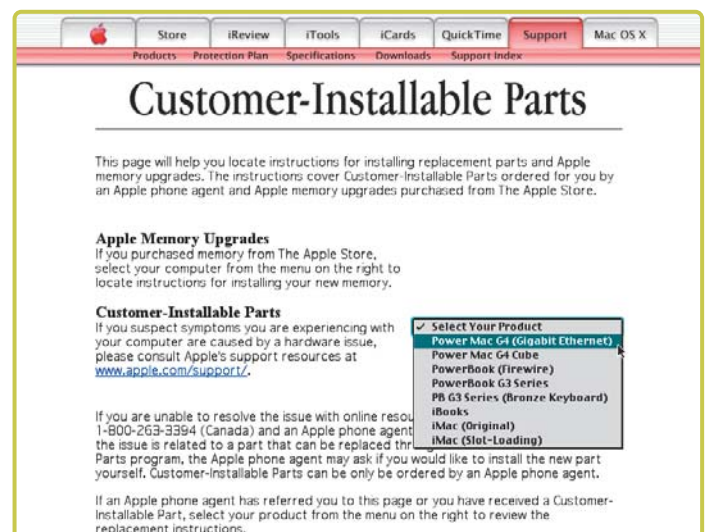 Store iReview iTools iCards QuickTime Support Mac OS X
Products Protection Plan Specifications Downloads Support Index
Customer-Installable Parts
This page will help you locate instructions for installing replacement parts and Apple
memory upgrades. The instructions cover Customer-Installable Parts ordered for you by
an Apple phone agent and Apple memory upgrades purchased from The Apple Store.
Apple Memory Upgrades
If you purchased memory from The Apple Store,
select your computer from the menu on the right to
locate instructions for installing your new memory.
Customer-Installable Parts
If you suspect symptoms you are experiencing with
your computer are caused by a hardware issue,
please consult Apple's support resources at
www.apple.com/support/.
✓ Select Your Product
Power Mac G4 (Gigabit Ethernet)
Power Mac G4 Cube
PowerBook (Firewire)
PowerBook G3 Series
PB G3 Series (Bronze Keyboard)
iBooks
iMac (Original)
iMac (Slot-Loading)
If you are unable to resolve the issue with online
1-800-263-3394 (Canada) and an Apple phone agent
the issue is related to a part that can be replaced
Parts program, the Apple phone agent may ask if you would like to install the new part
yourself. Customer-Installable Parts can be only be ordered by an Apple phone agent.
If an Apple phone agent has referred you to this page or you have received a Customer-
Installable Part, select your product from the menu on the right to review the
replacement instructions.